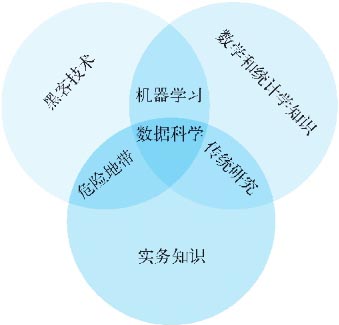 黑客技术
数学和统计学知识
机器学习
数据科学
危险地带
传统研究
实务知识